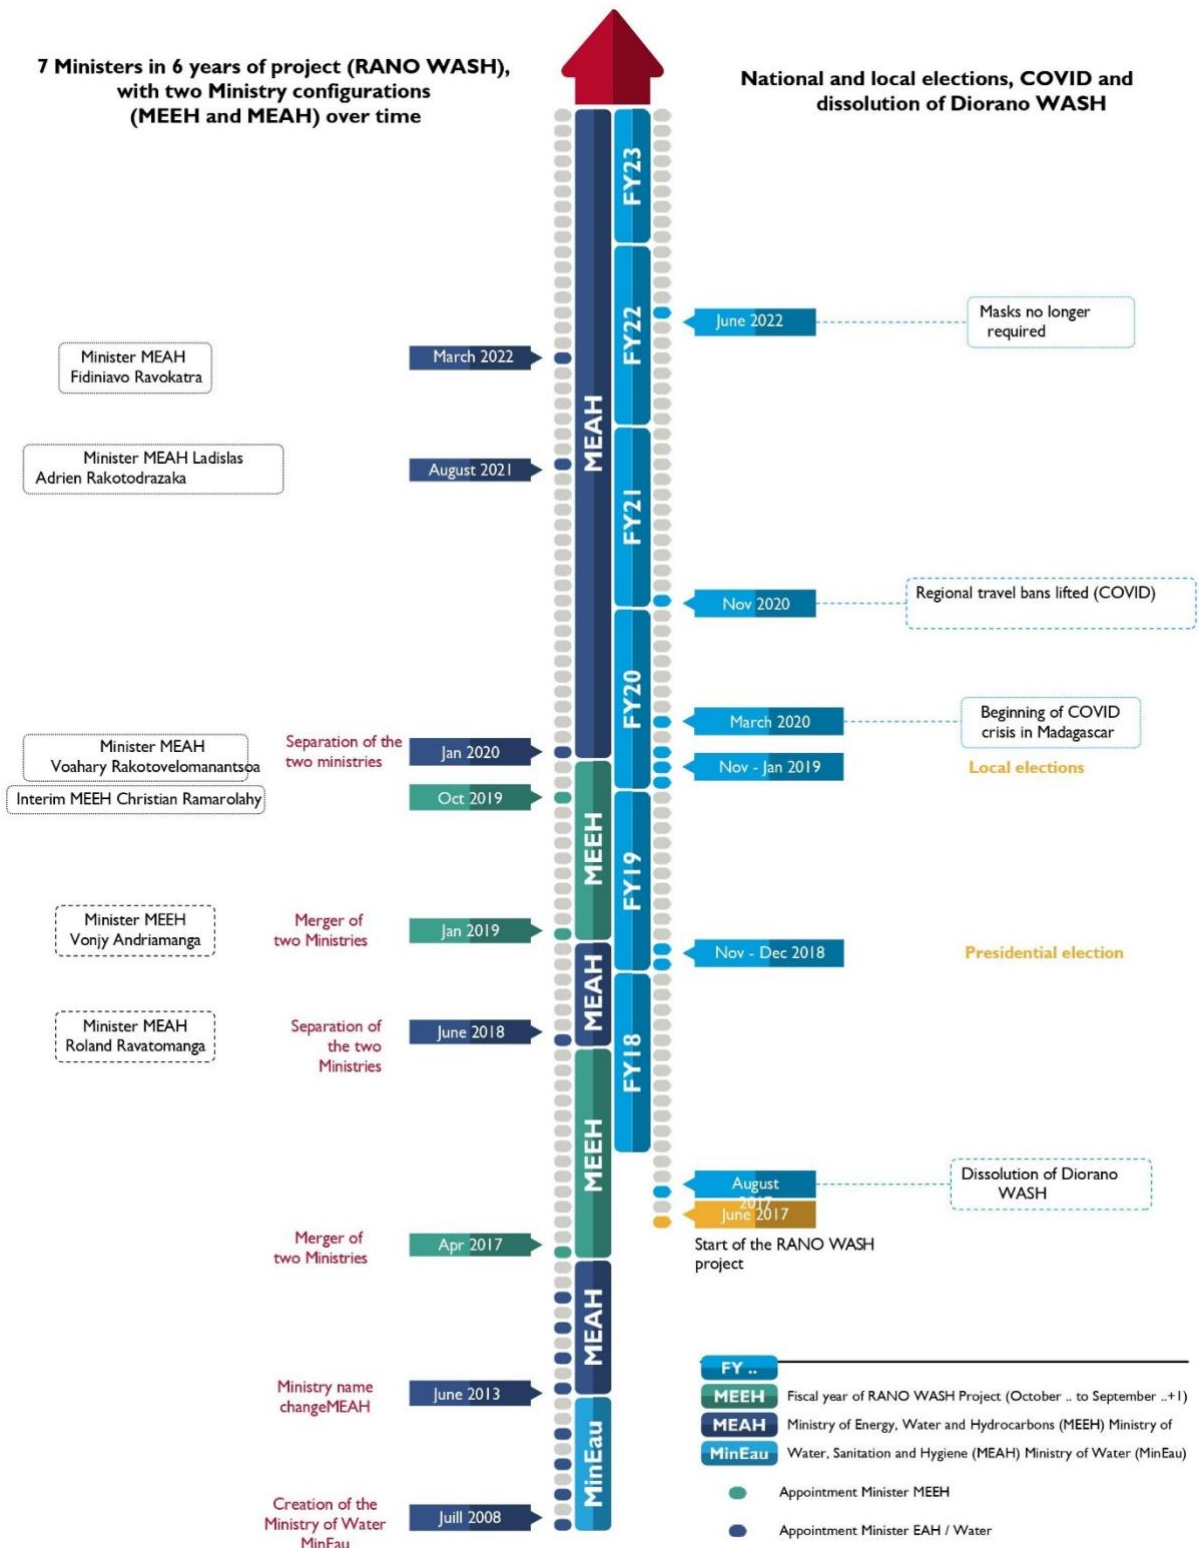 7 Ministers in 6 years of project (RANO WASH),
with two Ministry configurations
(MEEH and MEAH) over time
National and local elections, COVID and
dissolution of Diorano WASH
FY23
FY22
FY21
FY20
FY19
FY18
MEAH
MEEH
MEAH
MEEH
MEAH
MinEau
Minister MEAH
Fidiniavo Ravokatra
March 2022
Minister MEAH Ladislas
Adrien Rakotodrazaka
August 2021
Minister MEAH
Voahary Rakotovelomanantsoa
Separation of the
two ministries
Jan 2020
Interim MEEH Christian Ramarolahy
Oct 2019
Minister MEEH
Vonjy Andriamanga
Merger of
two Ministries
Jan 2019
Minister MEAH
Roland Ravatomanga
Separation of
the two
Ministries
June 2018
Merger of
two Ministries
Apr 2017
Ministry name
changeMEAH
June 2013
Creation of the
Ministry of Water
MinEau
Juill 2008
June 2022
Masks no longer
required
Nov 2020
Regional travel bans lifted (COVID)
March 2020
Beginning of COVID
crisis in Madagascar
Nov - Jan 2019
Local elections
Nov - Dec 2018
Presidential election
August
2017
Dissolution of Diorano
WASH
June 2017
Start of the RANO WASH
project
FY ..
MEEH
Fiscal year of RANO WASH Project (October .. to September ..+1)
MEAH
Ministry of Energy, Water and Hydrocarbons (MEEH) Ministry of
MinEau
Water, Sanitation and Hygiene (MEAH) Ministry of Water (MinEau)
Appointment Minister MEEH
Appointment Minister EAH / Water